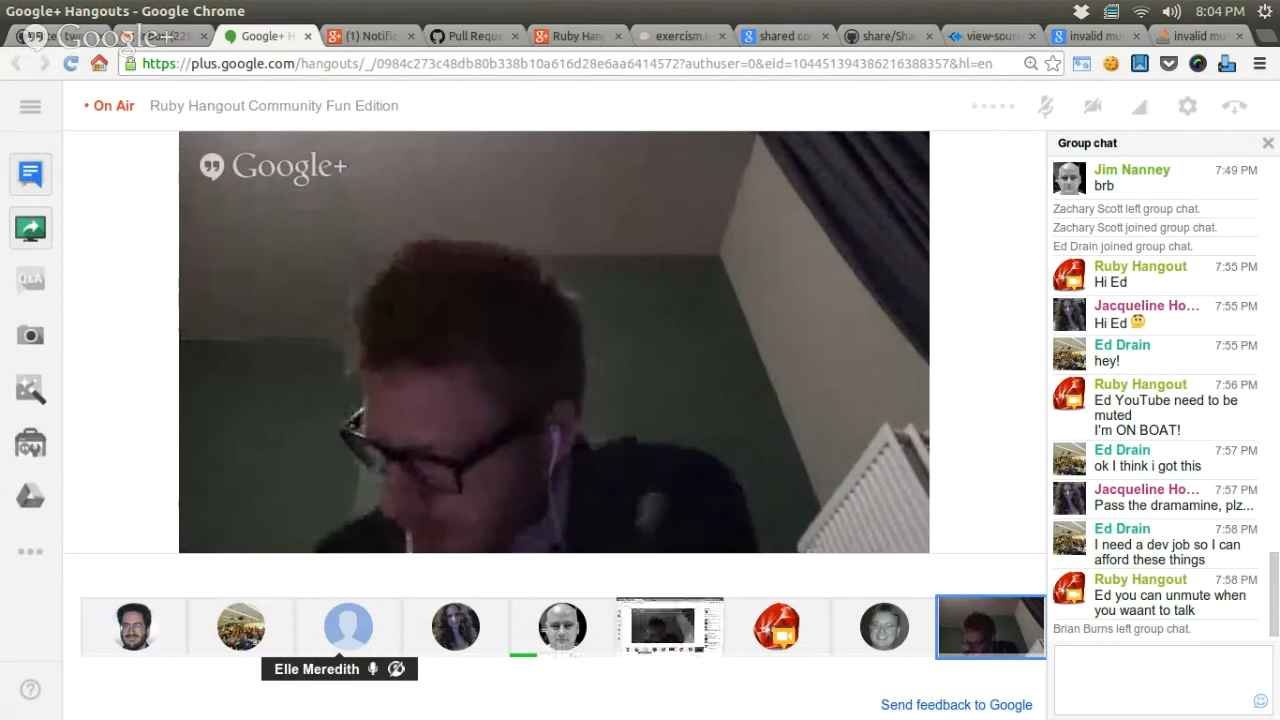 Google+ Hangouts - Google Chrome
8:04 PM
Google+
Google+ H
(1) Notific
Pull Reque
Ruby Hang
exercism.i
shared co
share/Sha
view-sour
invalid mu
invalid mu
https://plus.google.com/hangouts/_/0984c273c48db80b338b10a616d28e6a6414572?authuser=0&eid=104451394386216388357&hl=en
• On Air Ruby Hangout Community Fun Edition
Google+
Q&A
Group chat
Jim Nanney 7:49 PM
brb
Zachary Scott left group chat.
Zachary Scott joined group chat.
Ed Drain joined group chat.
Ruby Hangout 7:55 PM
Hi Ed
Jacqueline Ho... 7:55 PM
Hi Ed
Ed Drain 7:55 PM
hey!
Ruby Hangout 7:56 PM
Ed YouTube need to be
muted
I'm ON BOAT!
Ed Drain 7:57 PM
ok I think i got this
Jacqueline Ho... 7:57 PM
Pass the dramamine, plz...
Ed Drain 7:58 PM
I need a dev job so I can
afford these things
Ruby Hangout 7:58 PM
Ed you can unmute when
you waant to talk
Brian Burns left group chat.
Elle Meredith
Send feedback to Google